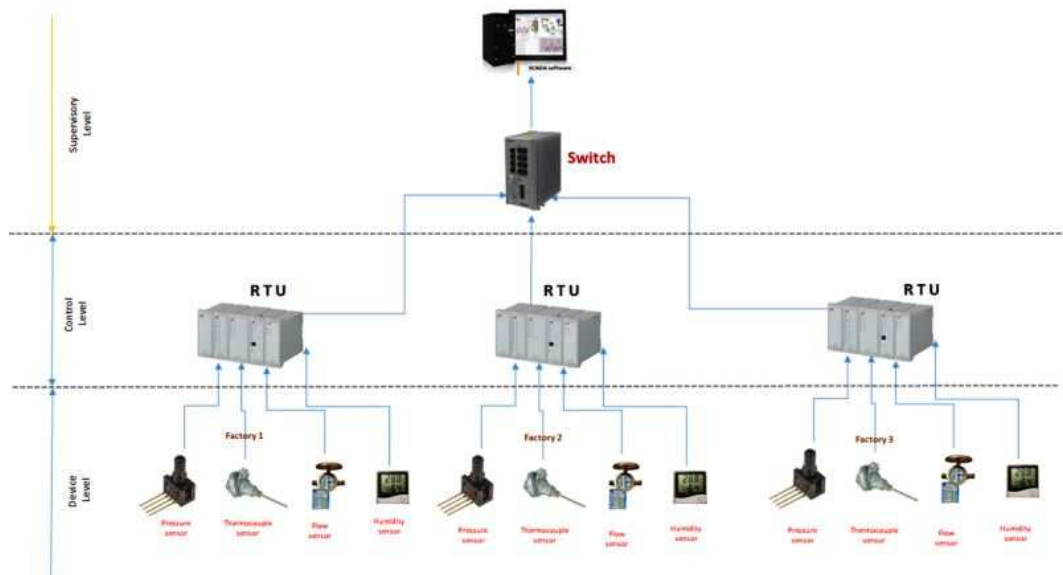 SCADA software
Supervisory
Level
Switch
RTU
RTU
RTU
Control
Level
Factory 1
Factory 2
Factory 3
Device
Level
Pressure
sensor
Thermocouple
sensor
Flow
sensor
Humidity
sensor
Pressure
sensor
Thermocouple
sensor
Flow
sensor
Humidity
sensor
Pressure
sensor
Thermocouple
sensor
Flow
sensor
Humidity
sensor